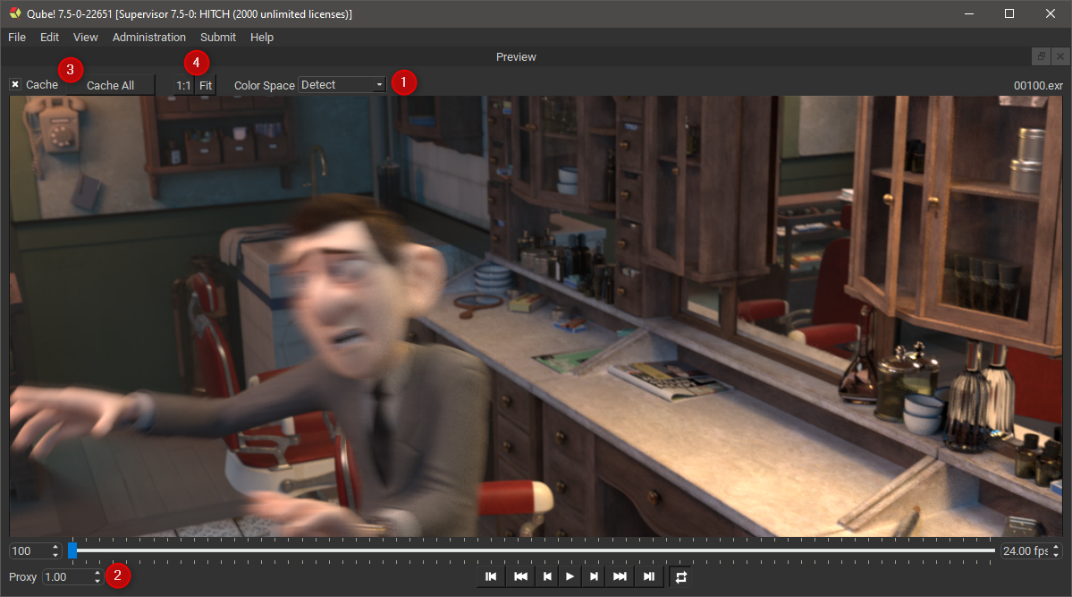 Qube! 7.5-0-22651 [Supervisor 7.5-0: HITCH (2000 unlimited licenses)]
File Edit View Administration Submit Help
Preview
3 4 1
Cache Cache All 1:1 Fit Color Space Detect 00100.exr
100 24.00 fps
Proxy 1.00 2